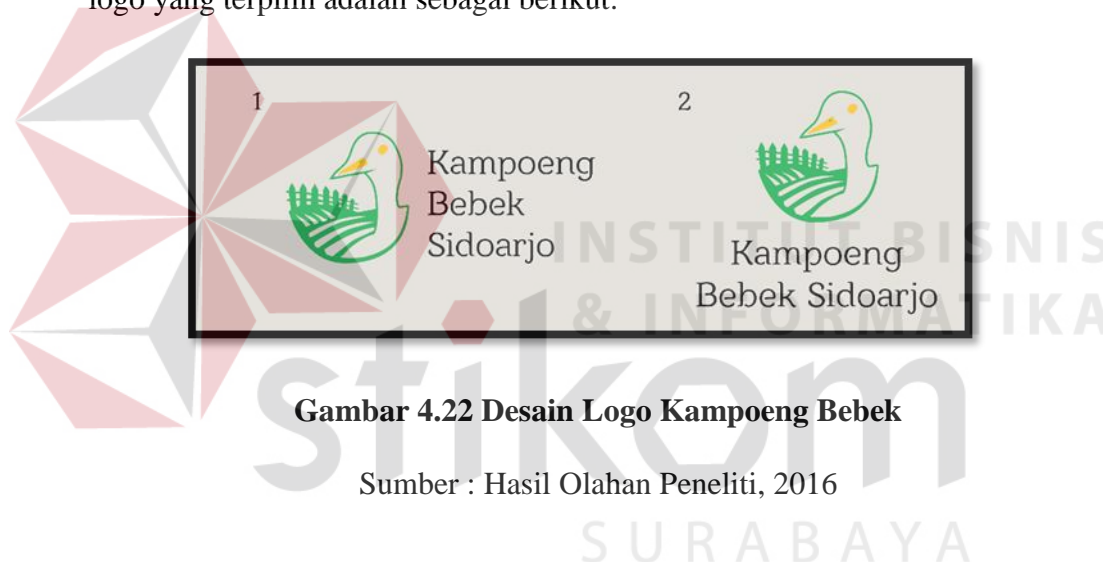 logo yang terpilih adalah sebagai berikut:
1
Kampoeng
Bebek
Sidoarjo
2
Kampoeng
Bebek Sidoarjo
INSTITUT BISNIS
& INFORMATIKA
stikom
SURABAYA
Gambar 4.22 Desain Logo Kampoeng Bebek
Sumber : Hasil Olahan Peneliti, 2016